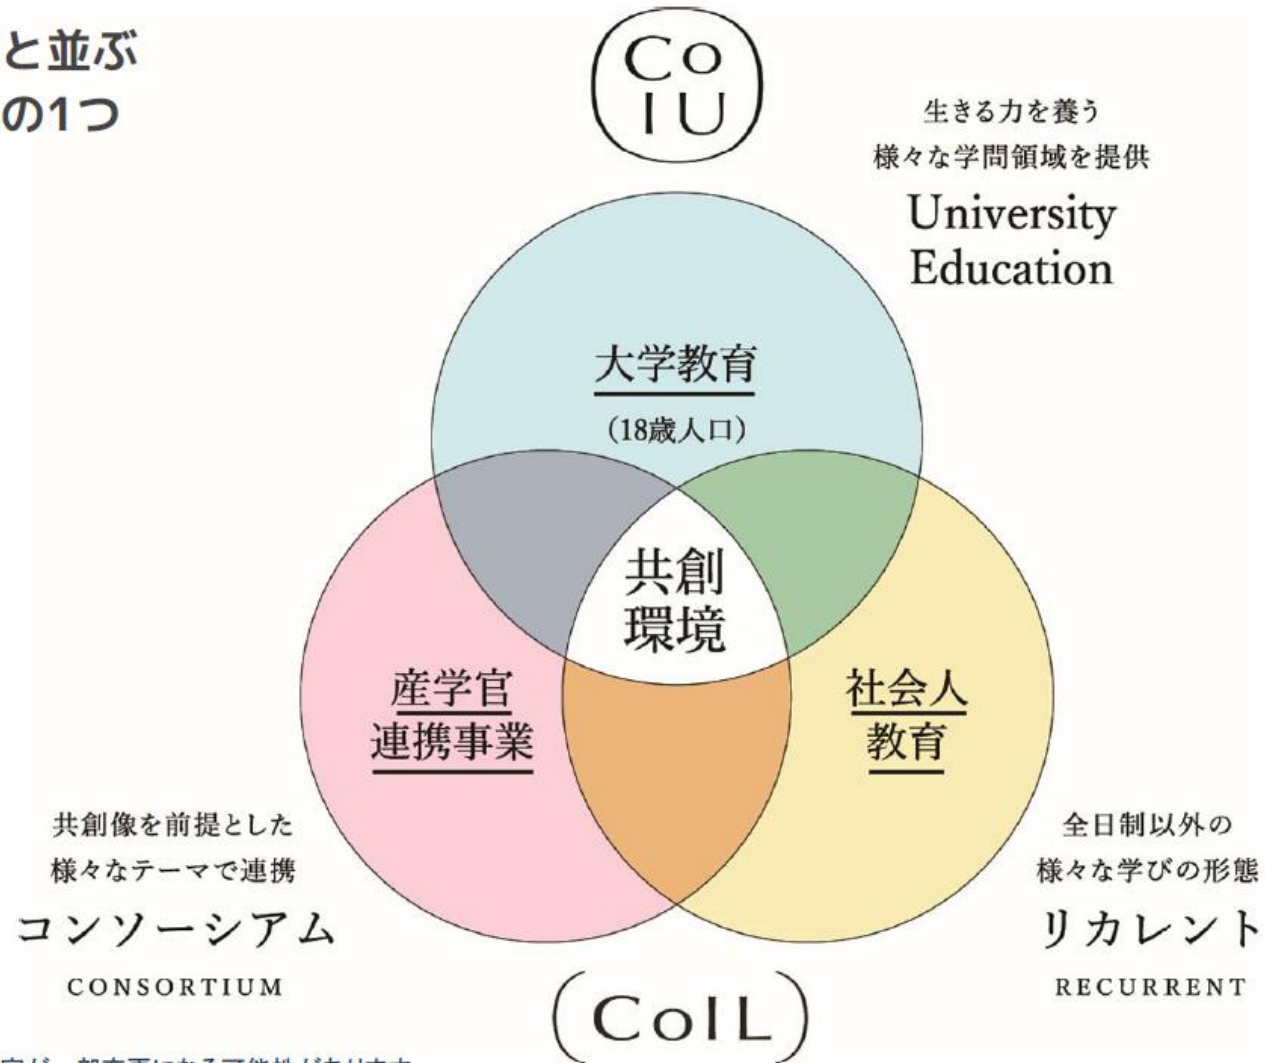 と並ぶ
の1つ
Co
IU
生きる力を養う
様々な学問領域を提供
University
Education
大学教育
(18歳人口)
共創
環境
産学官
連携事業
社会人
教育
共創像を前提とした
様々なテーマで連携
コンソーシアム
CONSORTIUM
全日制以外の
様々な学びの形態
リカレント
RECURRENT
CoIL